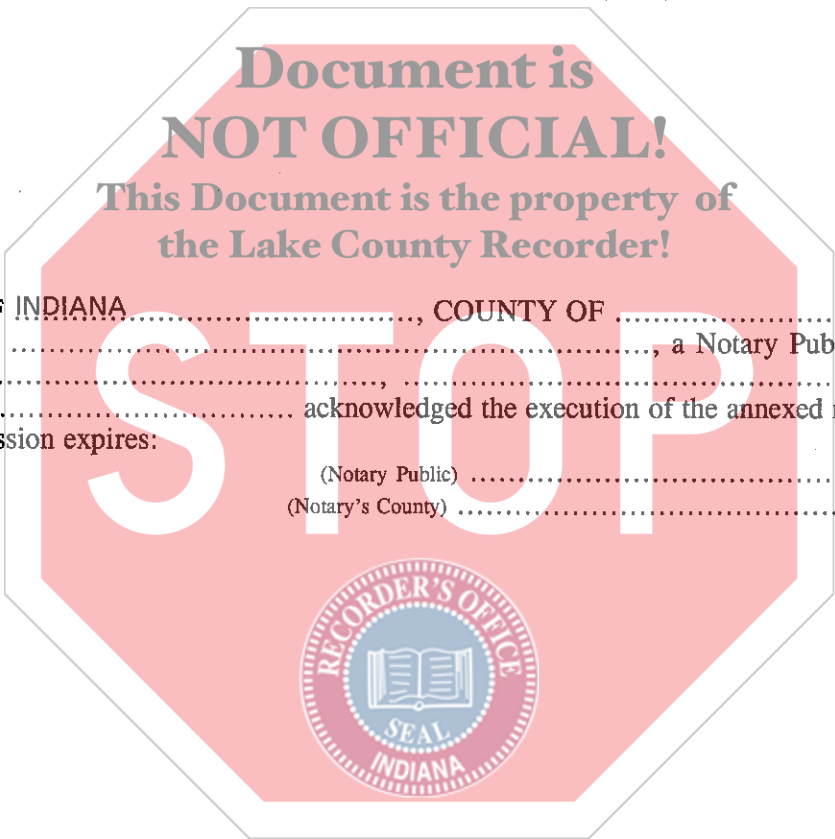 Document is
NOT OFFICIAL!
This Document is the property of
the Lake County Recorder!
INDIANA ......................................, COUNTY OF ............................
................................................................................, a Notary Pub
................................................, ........................................................
..................................... acknowledged the execution of the annexed
ssion expires:
(Notary Public) ................................................
(Notary's County) ................................................
STOP
RECORDER'S OFFICE
SEAL
INDIANA